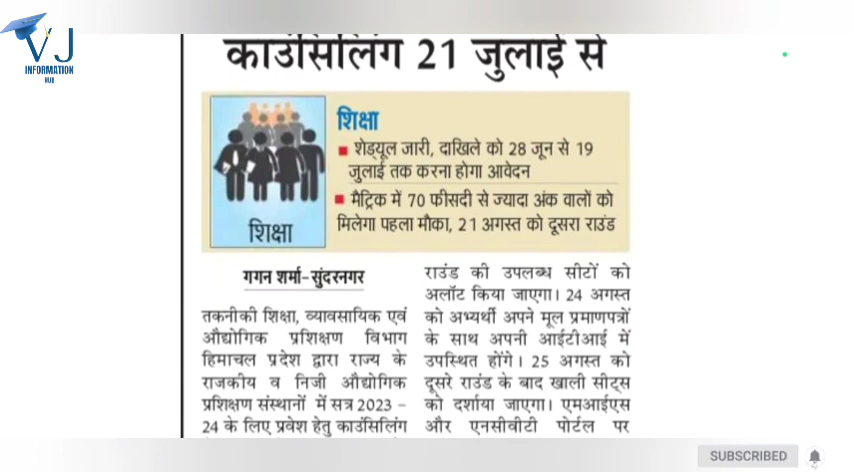 VJ
INFORMATION
HUB
काउंसिलिंग 21 जुलाई से
शिक्षा
शिक्षा
शेड्यूल जारी, दाखिले को 28 जून से 19
जुलाई तक करना होगा आवेदन
मैट्रिक में 70 फीसदी से ज्यादा अंक वालों को
मिलेगा पहला मौका, 21 अगस्त को दूसरा राउंड
गगन शर्मा-सुंदरनगर
तकनीकी शिक्षा, व्यावसायिक एवं
औद्योगिक प्रशिक्षण विभाग
हिमाचल प्रदेश द्वारा राज्य के
राजकीय व निजी औद्योगिक
प्रशिक्षण संस्थानों में सत्र 2023 -
24 के लिए प्रवेश हेतु काउंसिलिंग
राउंड की उपलब्ध सीटों को
अलॉट किया जाएगा। 24 अगस्त
को अभ्यर्थी अपने मूल प्रमाणपत्रों
के साथ अपनी आईटीआई में
उपस्थित होंगे। 25 अगस्त को
दूसरे राउंड के बाद खाली सीट्स
को दर्शाया जाएगा। एमआईएस
और एनसीवीटी पोर्टल पर
SUBSCRIBED